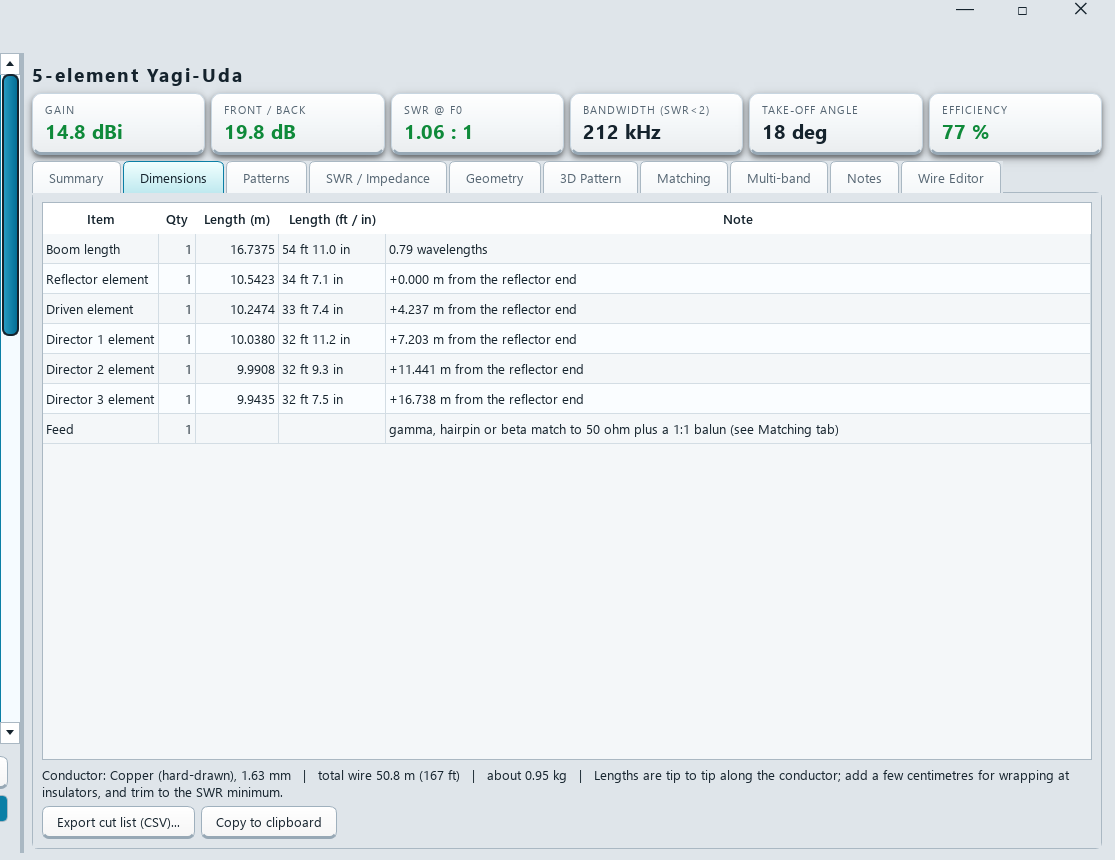 5-element Yagi-Uda
GAIN
14.8 dBi
FRONT / BACK
19.8 dB
SWR @ F0
1.06 : 1
BANDWIDTH (SWR<2)
212 kHz
TAKE-OFF ANGLE
18 deg
EFFICIENCY
77 %
Summary Dimensions Patterns SWR / Impedance Geometry 3D Pattern Matching Multi-band Notes Wire Editor
Item Qty Length (m) Length (ft / in) Note
Boom length 1 16.7375 54 ft 11.0 in 0.79 wavelengths
Reflector element 1 10.5423 34 ft 7.1 in +0.000 m from the reflector end
Driven element 1 10.2474 33 ft 7.4 in +4.237 m from the reflector end
Director 1 element 1 10.0380 32 ft 11.2 in +7.203 m from the reflector end
Director 2 element 1 9.9908 32 ft 9.3 in +11.441 m from the reflector end
Director 3 element 1 9.9435 32 ft 7.5 in +16.738 m from the reflector end
Feed 1 gamma, hairpin or beta match to 50 ohm plus a 1:1 balun (see Matching tab)
Conductor: Copper (hard-drawn), 1.63 mm | total wire 50.8 m (167 ft) | about 0.95 kg | Lengths are tip to tip along the conductor; add a few centimetres for wrapping at
insulators, and trim to the SWR minimum.
Export cut list (CSV)... Copy to clipboard